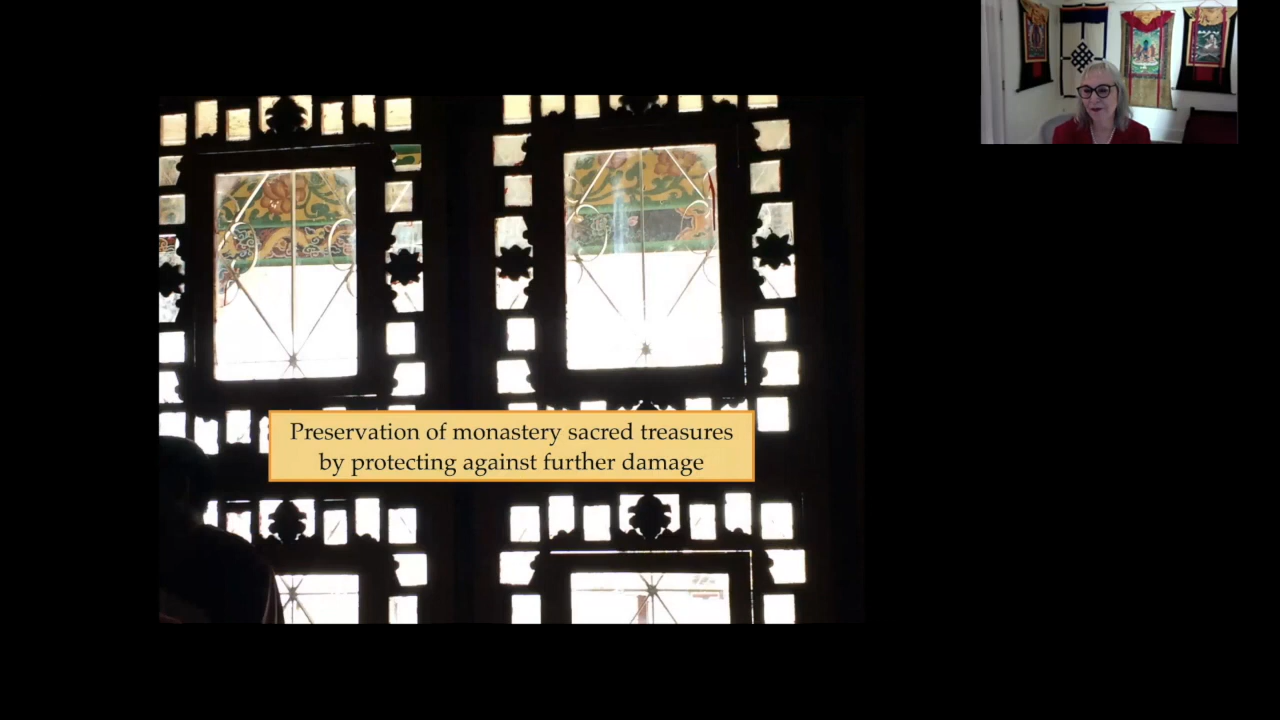 Preservation of monastery sacred treasures
by protecting against further damage